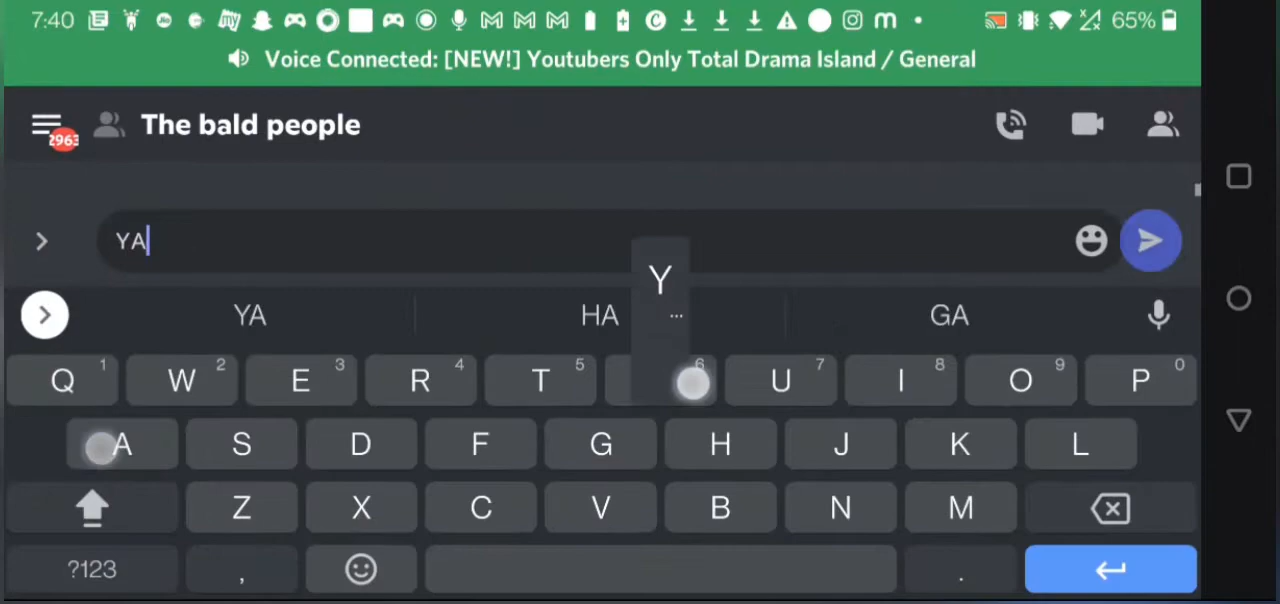 7:40 my C m 65%
Voice Connected: [NEW!] Youtubers Only Total Drama Island / General
2963 The bald people
YA
Y
...
YA HA GA
Q 1 W 2 E 3 R 4 T 5 6 U 7 I 8 O 9 P 0
A S D F G H J K L
Z X C V B N M
?123 , .